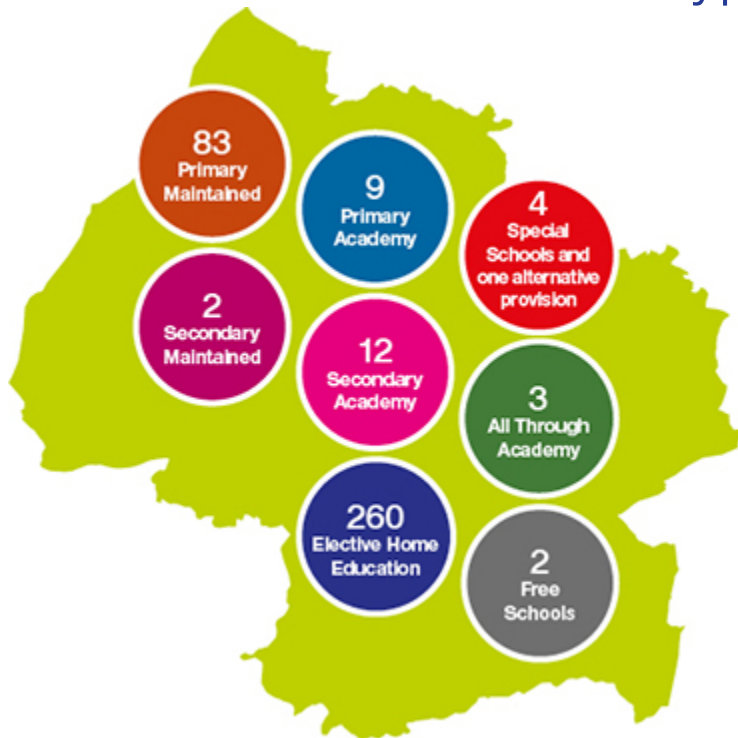 83
Primary
Maintained
9
Primary
Academy
4
Special
Schools and
one alternative
provision
2
Secondary
Maintained
12
Secondary
Academy
3
All Through
Academy
260
Elective Home
Education
2
Free
Schools